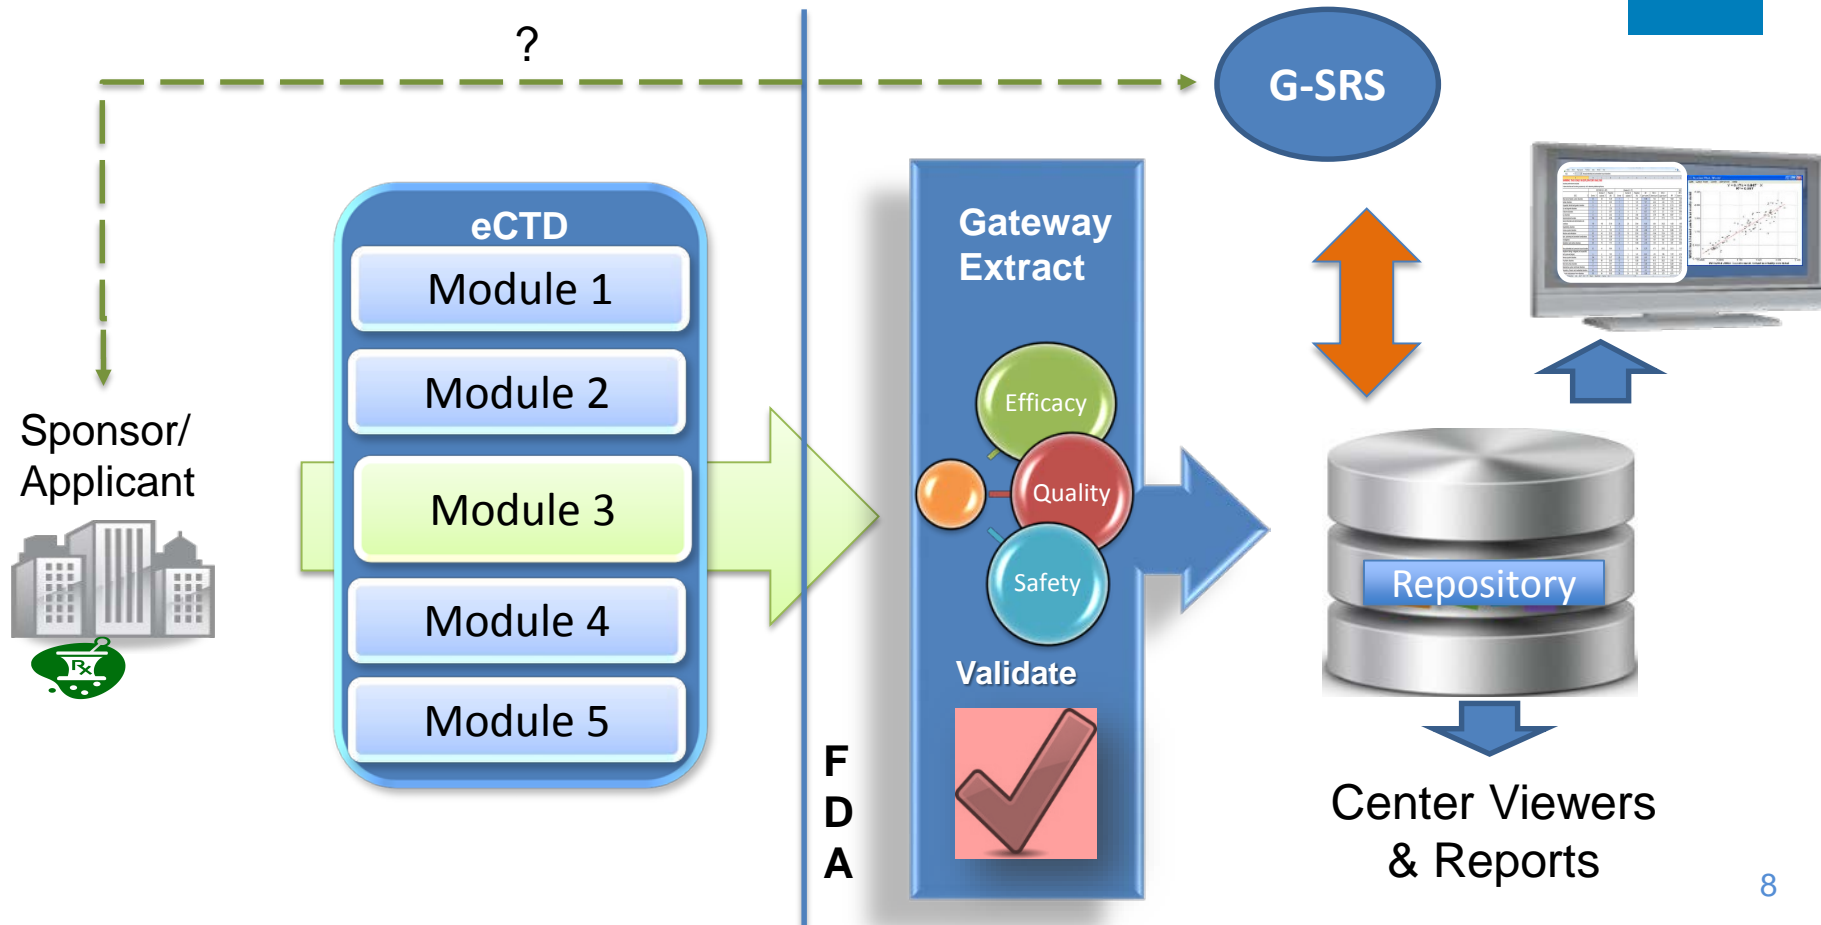 ?
G-SRS
eCTD
Module 1
Module 2
Module 3
Module 4
Module 5
Sponsor/
Applicant
Rx
F
D
A
Gateway
Extract
Efficacy
Quality
Safety
Validate
Repository
Center Viewers
& Reports
8